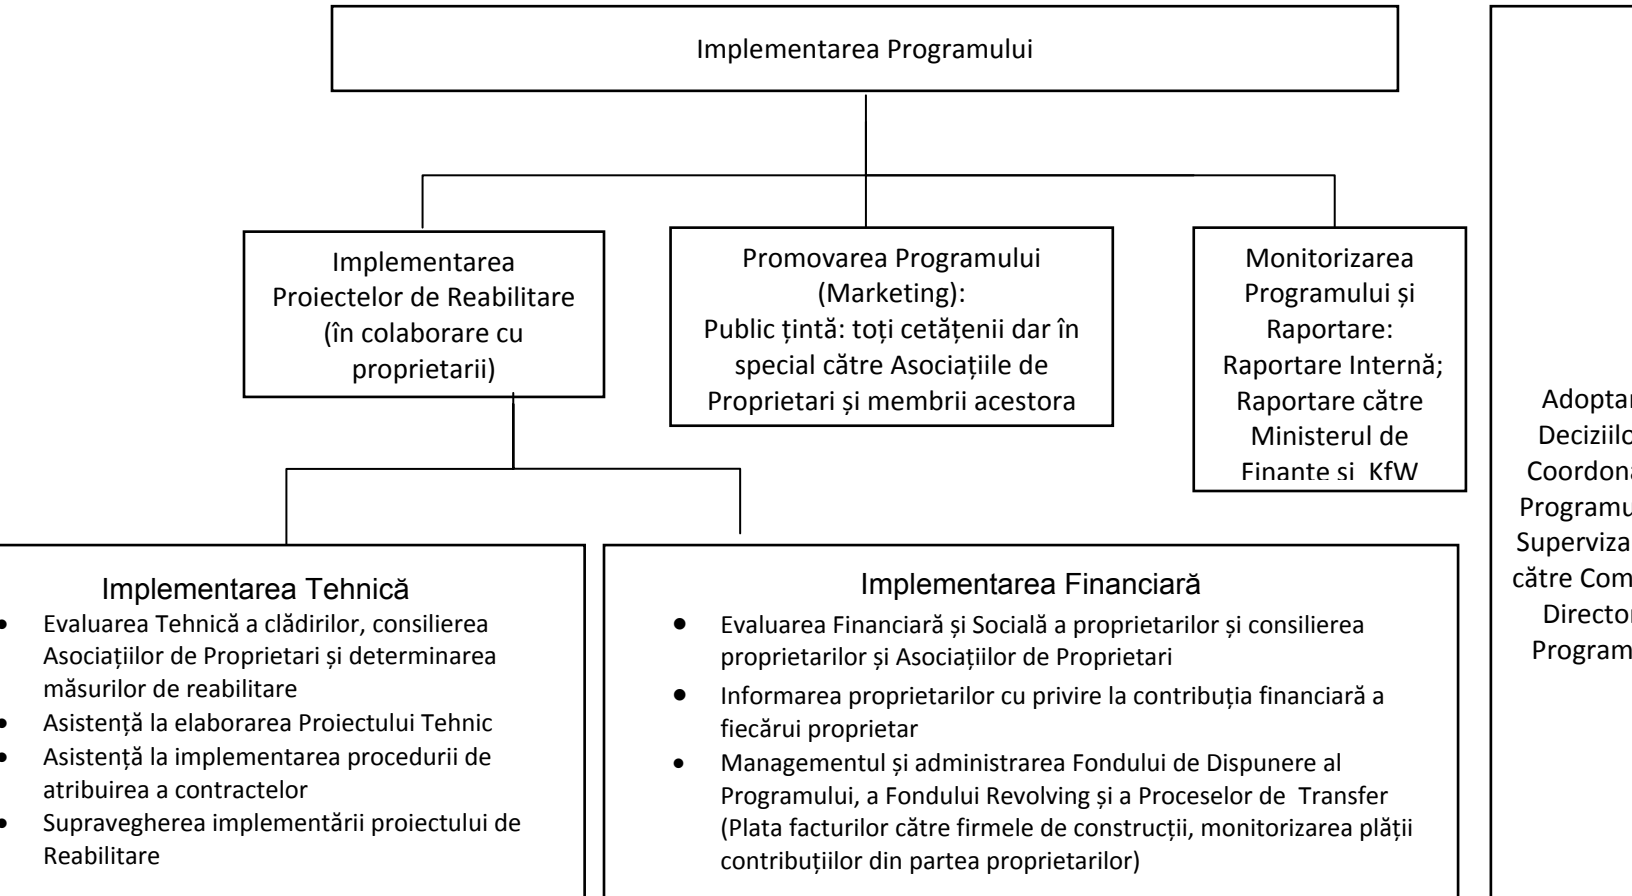 Implementarea Programului
Implementarea
Proiectelor de Reabilitare
(în colaborare cu
proprietarii)
Promovarea Programului
(Marketing):
Public țintă: toți cetățenii dar în
special către Asociațiile de
Proprietari și membrii acestora
Monitorizarea
Programului și
Raportare:
Raportare Internă;
Raportare către
Ministerul de
Finanțe și KfW
Implementarea Tehnică
• Evaluarea Tehnică a clădirilor, consilierea
Asociațiilor de Proprietari și determinarea
măsurilor de reabilitare
• Asistență la elaborarea Proiectului Tehnic
• Asistență la implementarea procedurii de
atribuirea a contractelor
• Supravegherea implementării proiectului de
Reabilitare
Implementarea Financiară
• Evaluarea Financiară și Socială a proprietarilor și consilierea
proprietarilor și Asociațiilor de Proprietari
• Informarea proprietarilor cu privire la contribuția financiară a
fiecărui proprietar
• Managementul și administrarea Fondului de Dispunere al
Programului, a Fondului Revolving și a Proceselor de Transfer
(Plata facturilor către firmele de construcții, monitorizarea plății
contribuțiilor din partea proprietarilor)
către